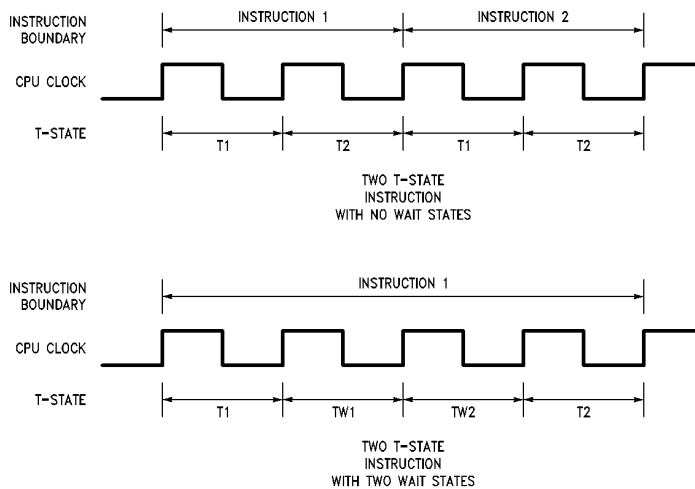 INSTRUCTION
BOUNDARY
INSTRUCTION 1
INSTRUCTION 2
CPU CLOCK
T-STATE
T1
T2
T1
T2
TWO T-STATE
INSTRUCTION
WITH NO WAIT STATES
INSTRUCTION
BOUNDARY
INSTRUCTION 1
CPU CLOCK
T-STATE
T1
TW1
TW2
T2
TWO T-STATE
INSTRUCTION
WITH TWO WAIT STATES